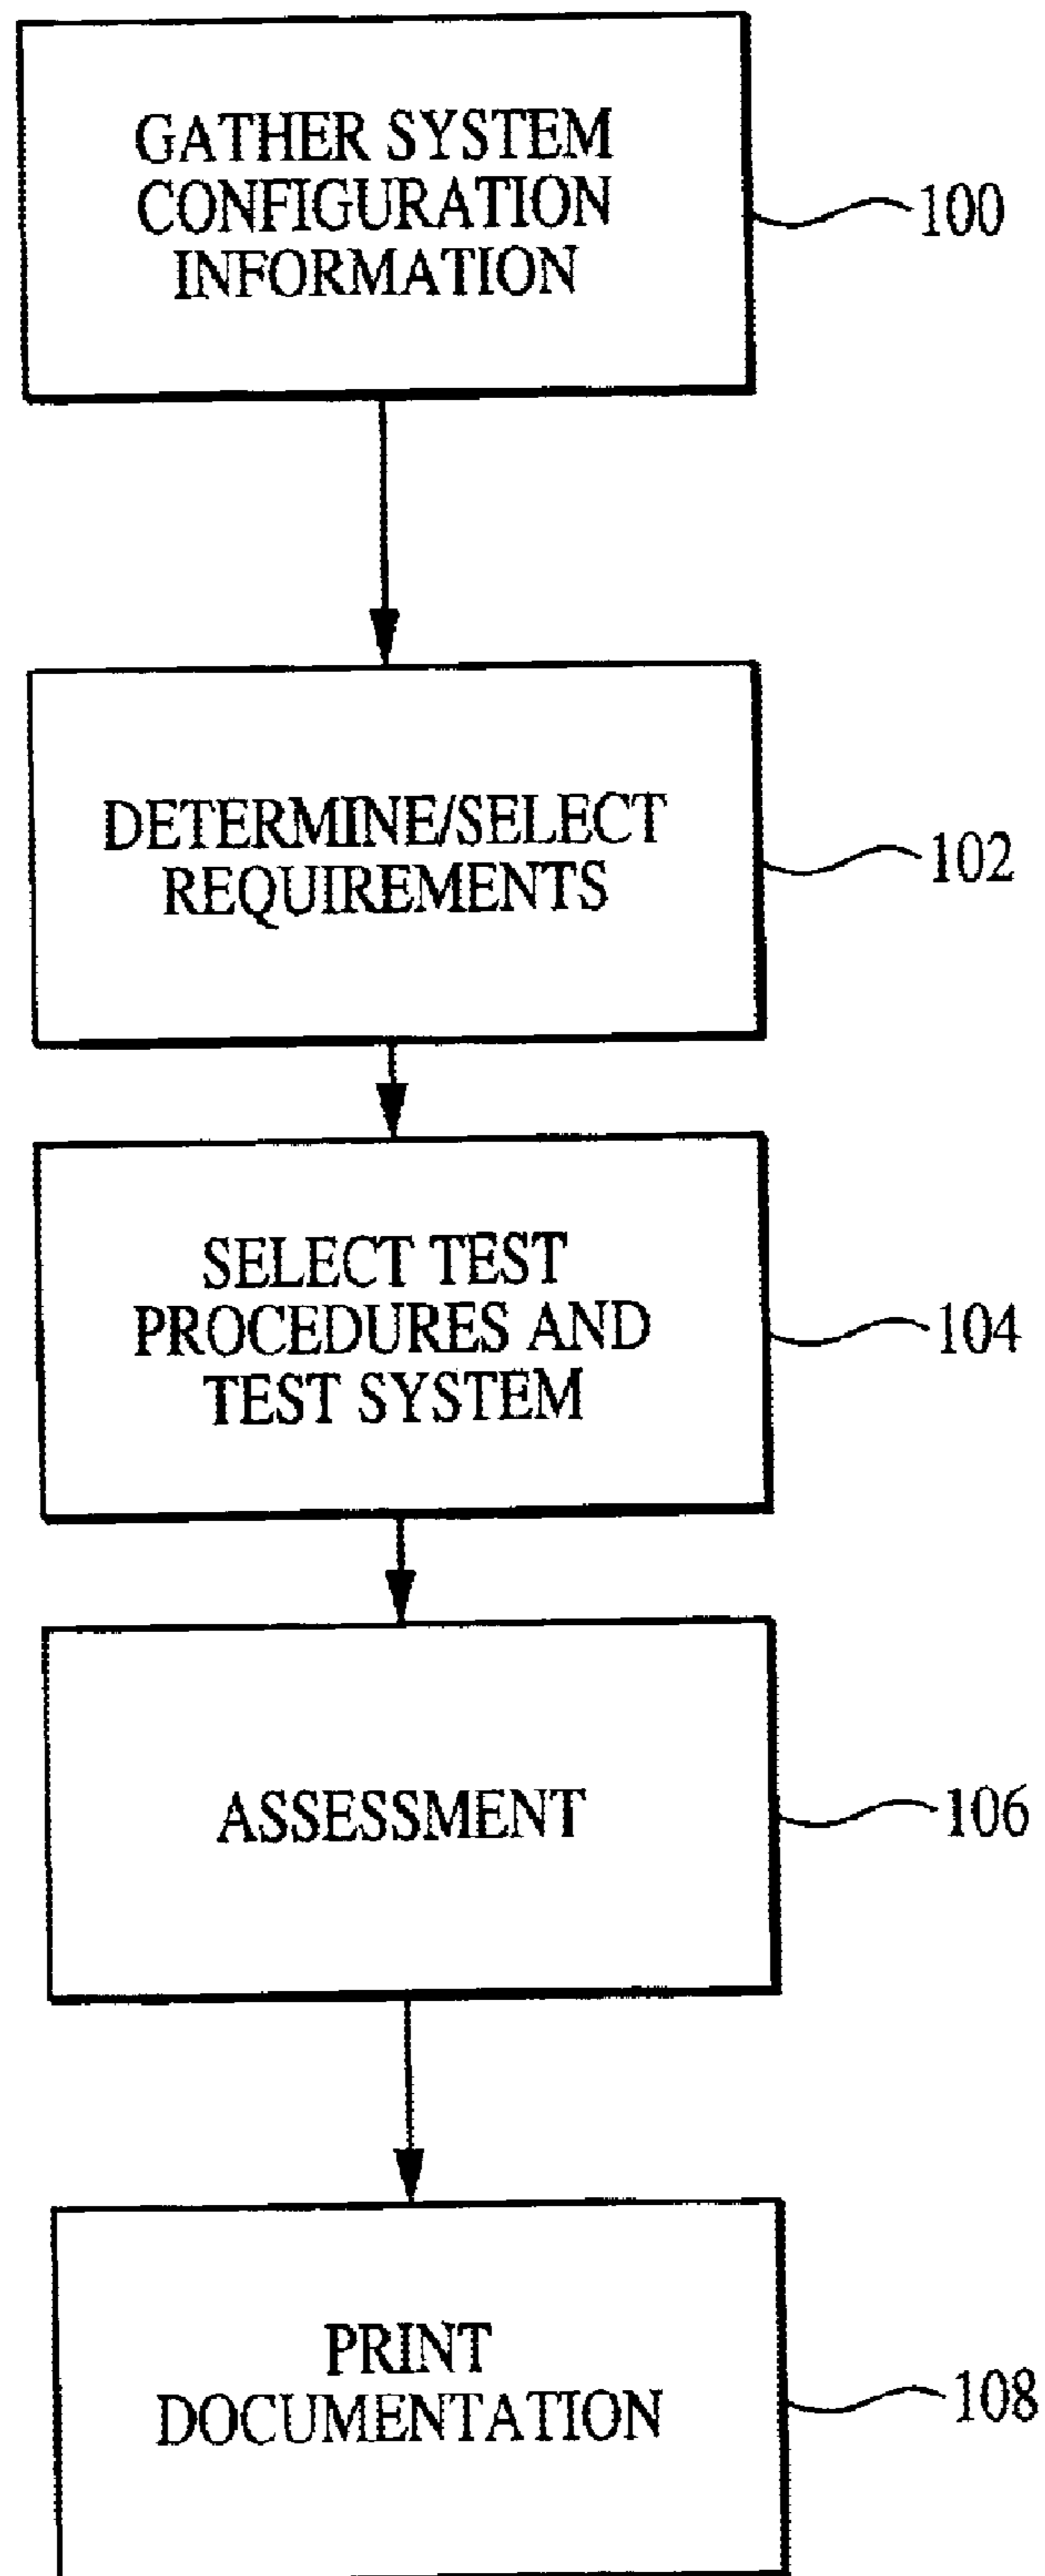 GATHER SYSTEM
CONFIGURATION
INFORMATION
100
DETERMINE/SELECT
REQUIREMENTS
102
SELECT TEST
PROCEDURES AND
TEST SYSTEM
104
ASSESSMENT
106
PRINT
DOCUMENTATION
108